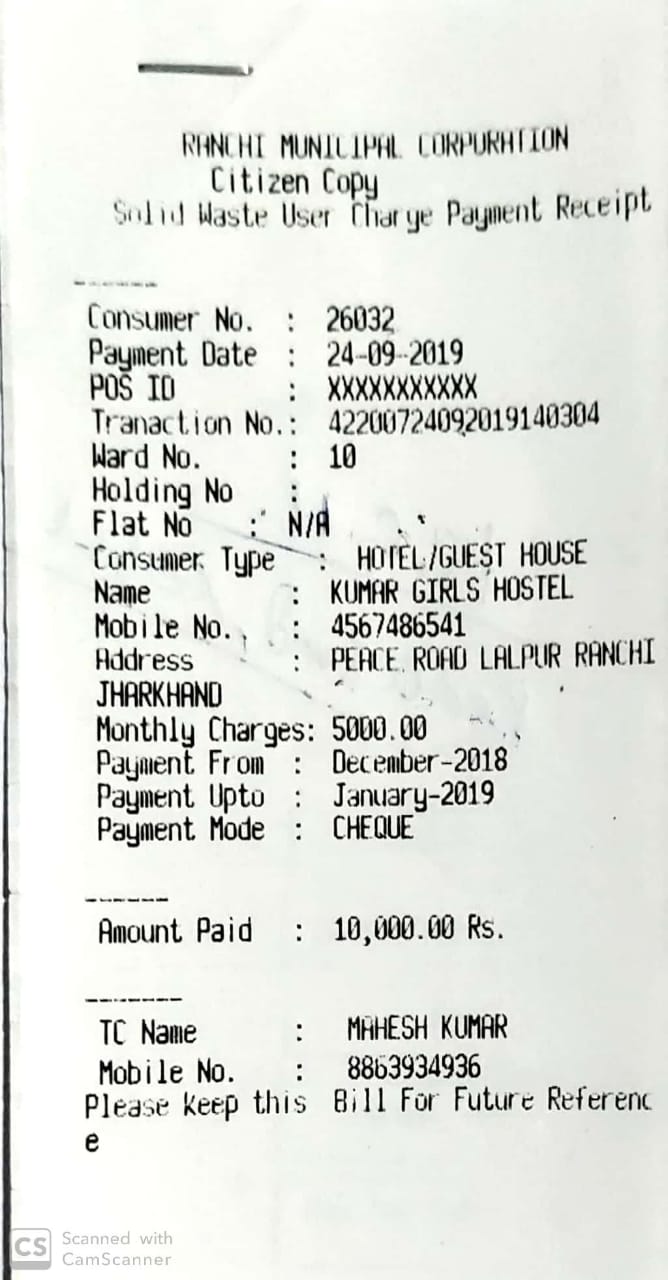 RANCHI MUNICIPAL CORPORATION
Citizen Copy
Solid Waste User Charge Payment Receipt
Consumer No. : 26032
Payment Date : 24-09-2019
POS ID : XXXXXXXXXXX
Tranaction No.: 42200724092019140304
Ward No. : 10
Holding No :
Flat No : N/A
Consumer Type : HOTEL/GUEST HOUSE
Name : KUMAR GIRLS HOSTEL
Mobile No. : 4567486541
Address : PEACE ROAD LALPUR RANCHI
JHARKHAND
Monthly Charges: 5000.00
Payment From : December-2018
Payment Upto : January-2019
Payment Mode : CHEQUE
Amount Paid : 10,000.00 Rs.
TC Name : MAHESH KUMAR
Mobile No. : 8863934936
Please keep this Bill For Future Referenc
e
CS Scanned with
CamScanner